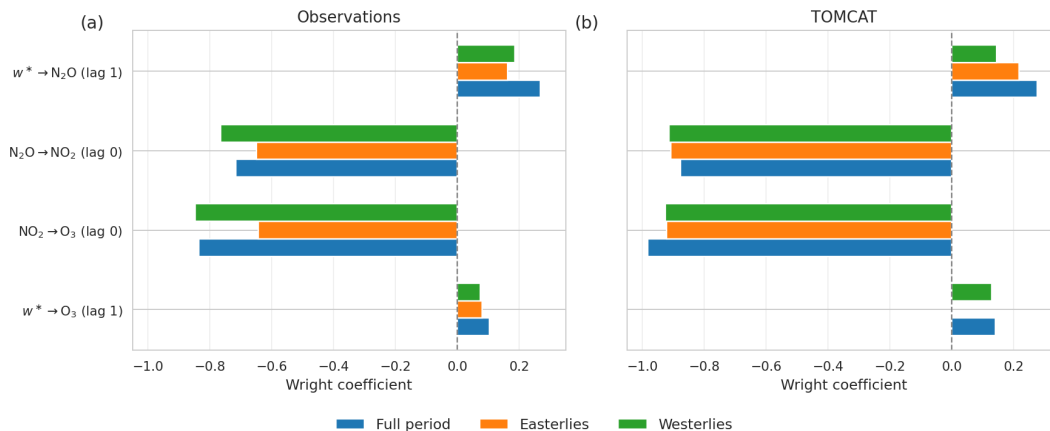 (a) Observations
(b) TOMCAT
w* → N₂O (lag 1)
N₂O → NO₂ (lag 0)
NO₂ → O₃ (lag 0)
w* → O₃ (lag 1)
−1.0 −0.8 −0.6 −0.4 −0.2 0.0 0.2
Wright coefficient
−1.0 −0.8 −0.6 −0.4 −0.2 0.0 0.2
Wright coefficient
Full period Easterlies Westerlies